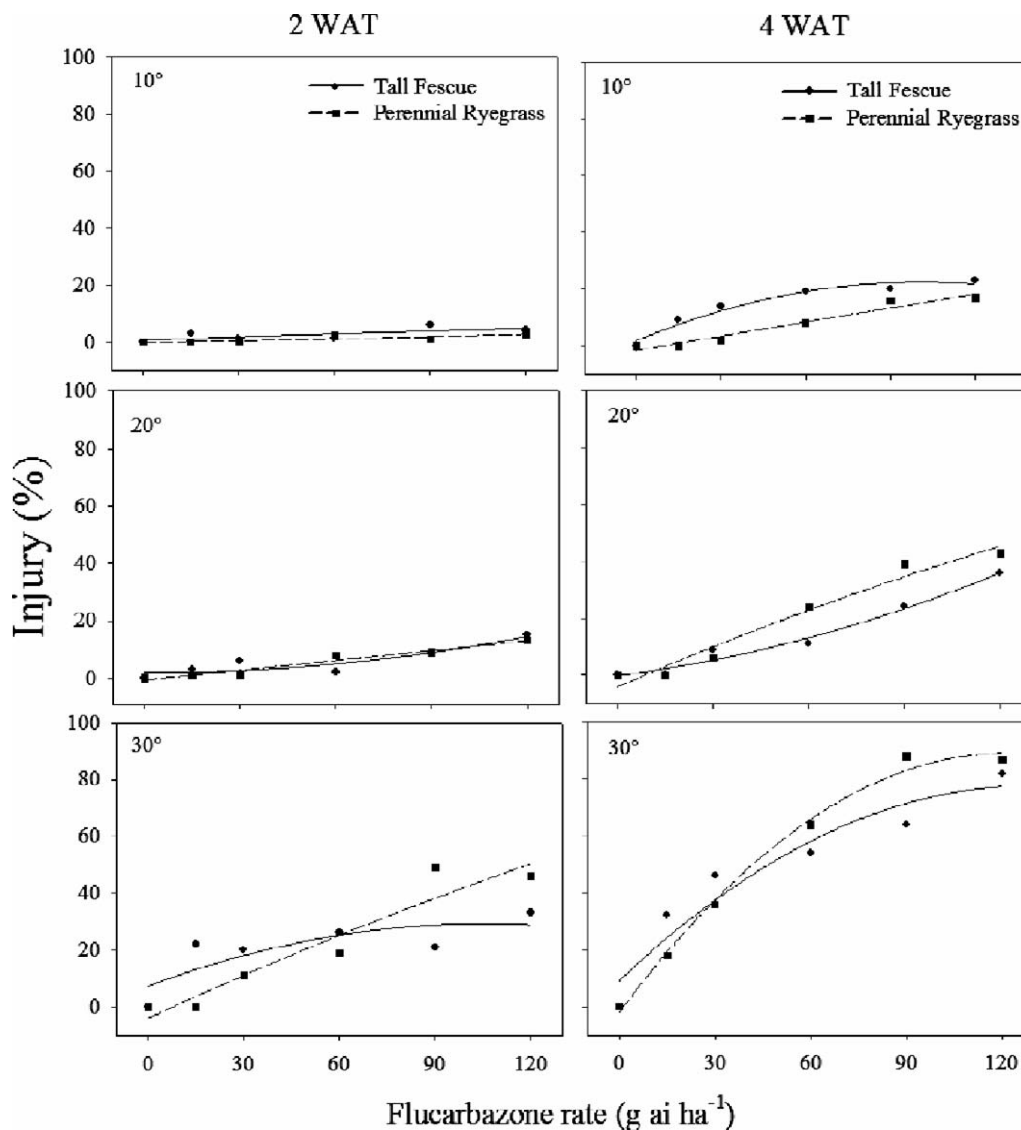 2 WAT
4 WAT
100
80
60
40
20
0
10°
Tall Fescue
Perennial Ryegrass
10°
Tall Fescue
Perennial Ryegrass
100
80
60
40
20
0
20°
20°
100
80
60
40
20
0
30°
30°
Injury (%)
0 30 60 90 120
0 30 60 90 120
Flucarbazone rate (g ai ha⁻¹)